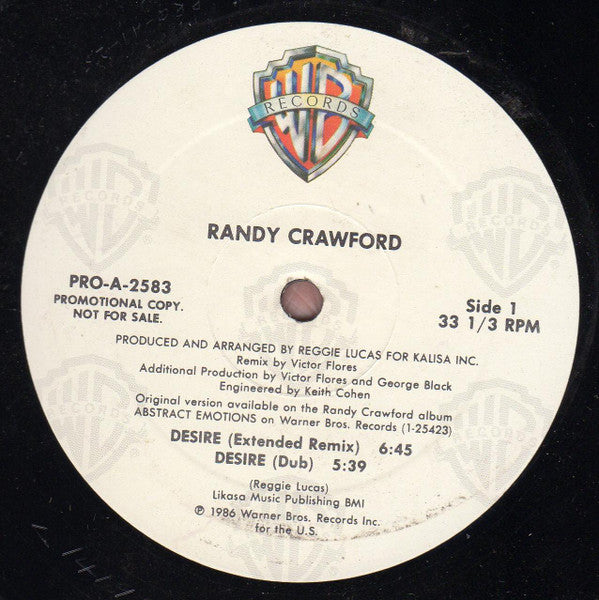 WB
RECORDS
®
RANDY CRAWFORD
PRO-A-2583
PROMOTIONAL COPY.
NOT FOR SALE.
Side 1
33 1/3 RPM
PRODUCED AND ARRANGED BY REGGIE LUCAS FOR KALISA INC.
Remix by Victor Flores
Additional Production by Victor Flores and George Black
Engineered by Keith Cohen
Original version available on the Randy Crawford album
ABSTRACT EMOTIONS on Warner Bros. Records (1-25423)
DESIRE (Extended Remix) 6:45
DESIRE (Dub) 5:39
(Reggie Lucas)
Likasa Music Publishing BMI
℗ 1986 Warner Bros. Records Inc.
for the U.S.